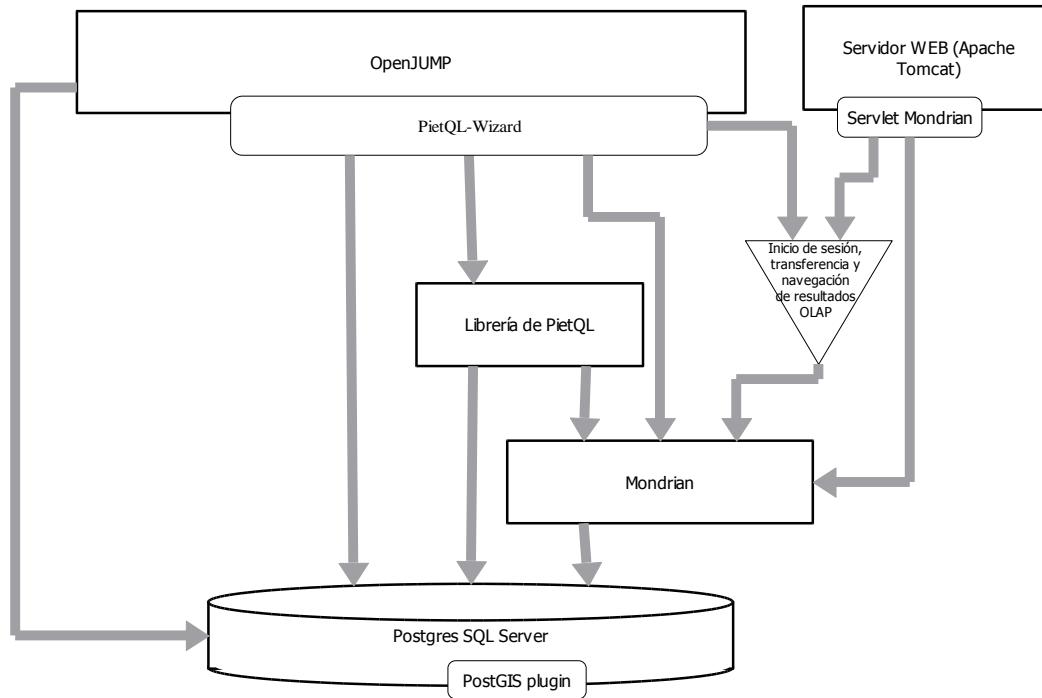 OpenJUMP
Servidor WEB (Apache
Tomcat)
PietQL-Wizard
Servlet Mondrian
Inicio de sesión,
transferencia y
navegación
de resultados
OLAP
Librería de PietQL
Mondrian
Postgres SQL Server
PostGIS plugin